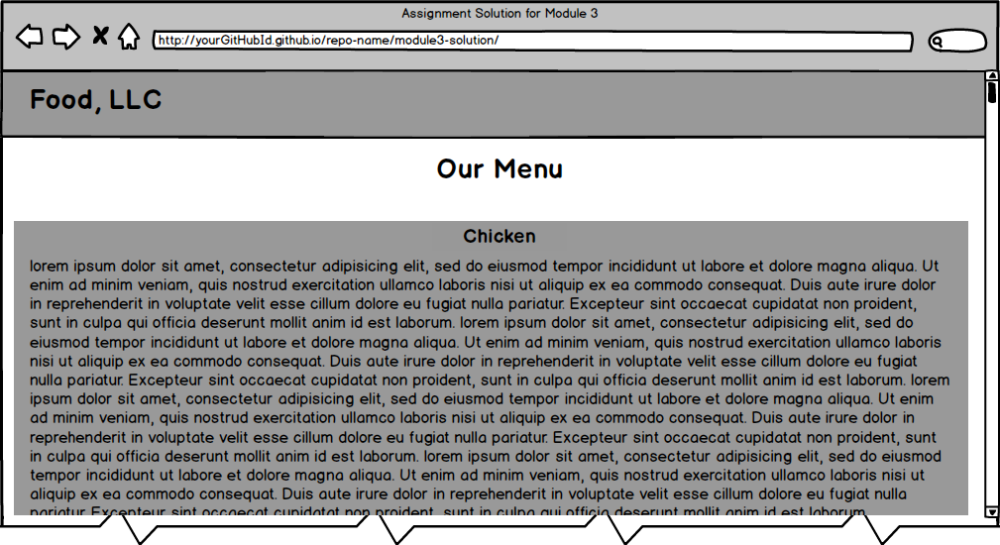 Assignment Solution for Module 3
http://yourGitHubId.github.io/repo-name/module3-solution/
Food, LLC
Our Menu
Chicken
lorem ipsum dolor sit amet, consectetur adipisicing elit, sed do eiusmod tempor incididunt ut labore et dolore magna aliqua. Ut
enim ad minim veniam, quis nostrud exercitation ullamco laboris nisi ut aliquip ex ea commodo consequat. Duis aute irure dolor
in reprehenderit in voluptate velit esse cillum dolore eu fugiat nulla pariatur. Excepteur sint occaecat cupidatat non proident,
sunt in culpa qui officia deserunt mollit anim id est laborum. lorem ipsum dolor sit amet, consectetur adipisicing elit, sed do
eiusmod tempor incididunt ut labore et dolore magna aliqua. Ut enim ad minim veniam, quis nostrud exercitation ullamco laboris
nisi ut aliquip ex ea commodo consequat. Duis aute irure dolor in reprehenderit in voluptate velit esse cillum dolore eu fugiat
nulla pariatur. Excepteur sint occaecat cupidatat non proident, sunt in culpa qui officia deserunt mollit anim id est laborum. lorem
ipsum dolor sit amet, consectetur adipisicing elit, sed do eiusmod tempor incididunt ut labore et dolore magna aliqua. Ut enim
ad minim veniam, quis nostrud exercitation ullamco laboris nisi ut aliquip ex ea commodo consequat. Duis aute irure dolor in
reprehenderit in voluptate velit esse cillum dolore eu fugiat nulla pariatur. Excepteur sint occaecat cupidatat non proident, sunt
in culpa qui officia deserunt mollit anim id est laborum. lorem ipsum dolor sit amet, consectetur adipisicing elit, sed do eiusmod
tempor incididunt ut labore et dolore magna aliqua. Ut enim ad minim veniam, quis nostrud exercitation ullamco laboris nisi ut
aliquip ex ea commodo consequat. Duis aute irure dolor in reprehenderit in voluptate velit esse cillum dolore eu fugiat nulla
pariatur. Excepteur sint occaecat cupidatat non proident, sunt in culpa qui officia deserunt mollit anim id est laborum.